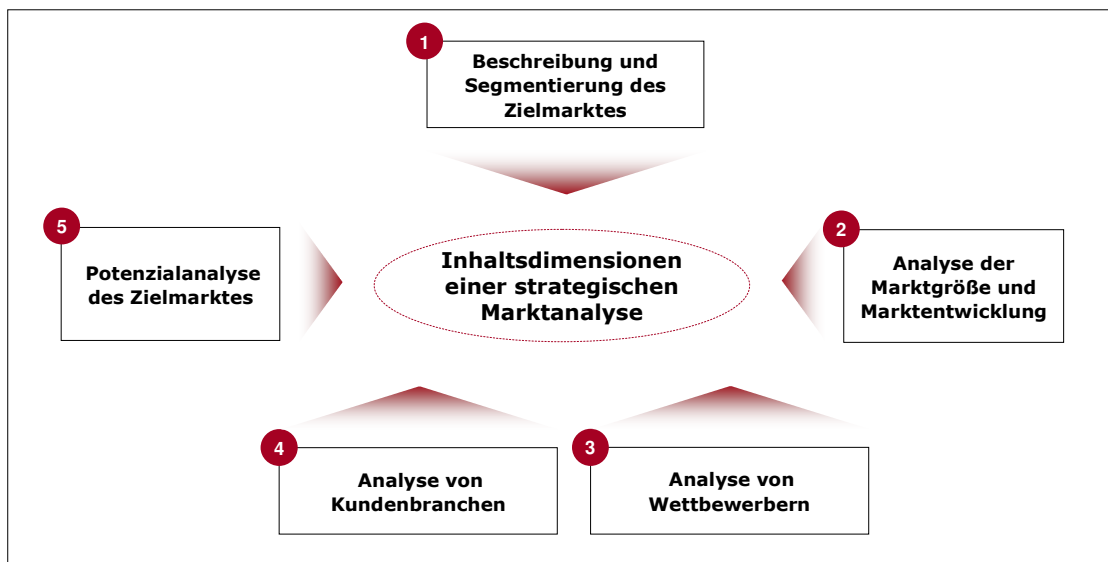 1
Beschreibung und
Segmentierung des
Zielmarktes
2
Analyse der
Marktgröße und
Marktentwicklung
3
Analyse von
Wettbewerbern
4
Analyse von
Kundenbranchen
5
Potenzialanalyse
des Zielmarktes
Inhaltsdimensionen
einer strategischen
Marktanalyse